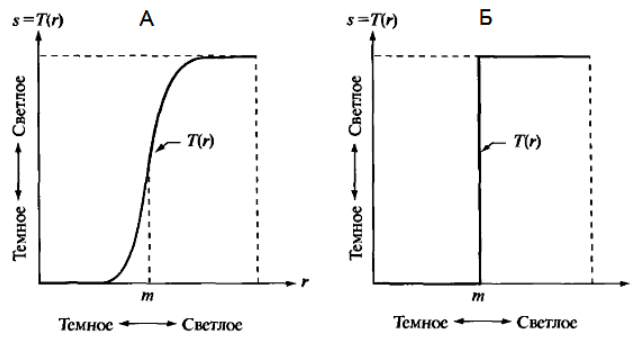 s = T(r)
А
Светлое
Темное
T(r)
m
r
Темное
Светлое
s = T(r)
Б
Светлое
Темное
T(r)
m
r
Темное
Светлое